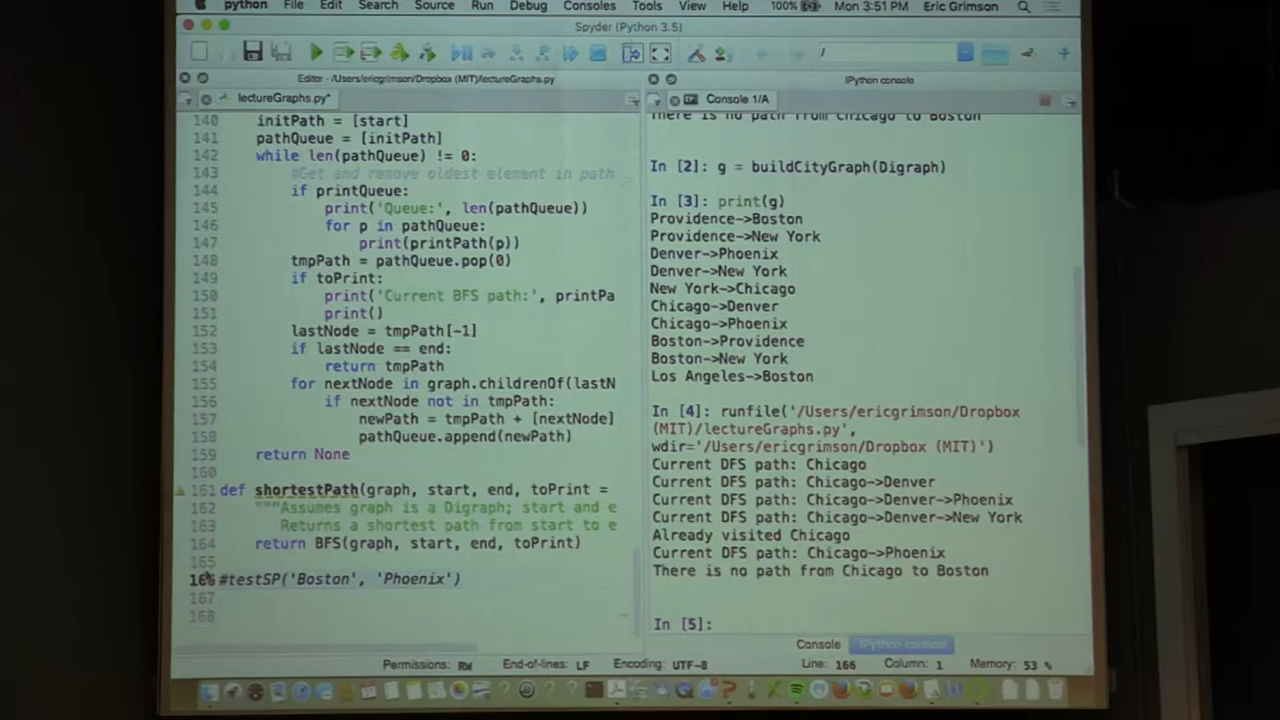 python File Edit Search Source Run Debug Consoles Tools View Help 100% Mon 3:51 PM Eric Grimson
Spyder (Python 3.5)
/
Editor - /Users/ericgrimson/Dropbox (MIT)/lectureGraphs.py
lectureGraphs.py*
140 initPath = [start]
141 pathQueue = [initPath]
142 while len(pathQueue) != 0:
143 #Get and remove oldest element in path
144 if printQueue:
145 print('Queue:', len(pathQueue))
146 for p in pathQueue:
147 print(printPath(p))
148 tmpPath = pathQueue.pop(0)
149 if toPrint:
150 print('Current BFS path:', printPa
151 print()
152 lastNode = tmpPath[-1]
153 if lastNode == end:
154 return tmpPath
155 for nextNode in graph.childrenOf(lastN
156 if nextNode not in tmpPath:
157 newPath = tmpPath + [nextNode]
158 pathQueue.append(newPath)
159 return None
160
161 def shortestPath(graph, start, end, toPrint =
162 """Assumes graph is a Digraph; start and e
163 Returns a shortest path from start to e
164 return BFS(graph, start, end, toPrint)
165
166 #testSP('Boston', 'Phoenix')
167
168
IPython console
Console 1/A
There is no path from Chicago to Boston
In [2]: g = buildCityGraph(Digraph)
In [3]: print(g)
Providence->Boston
Providence->New York
Denver->Phoenix
Denver->New York
New York->Chicago
Chicago->Denver
Chicago->Phoenix
Boston->Providence
Boston->New York
Los Angeles->Boston
In [4]: runfile('/Users/ericgrimson/Dropbox
(MIT)/lectureGraphs.py',
wdir='/Users/ericgrimson/Dropbox (MIT)')
Current DFS path: Chicago
Current DFS path: Chicago->Denver
Current DFS path: Chicago->Denver->Phoenix
Current DFS path: Chicago->Denver->New York
Already visited Chicago
Current DFS path: Chicago->Phoenix
There is no path from Chicago to Boston
In [5]:
Console IPython console
Permissions: RW End-of-lines: LF Encoding: UTF-8 Line: 166 Column: 1 Memory: 53 %